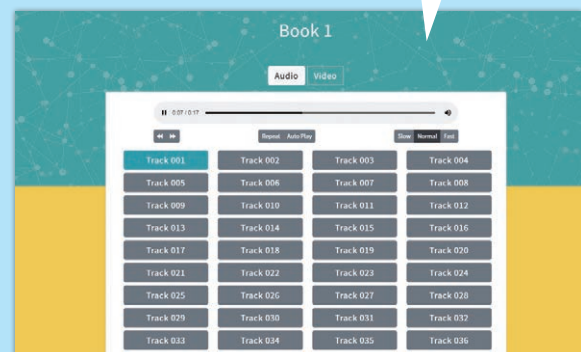 Book 1
Audio Video
0:07 / 0:17
Repeat Auto Play Slow Normal Fast
Track 001 Track 002 Track 003 Track 004
Track 005 Track 006 Track 007 Track 008
Track 009 Track 010 Track 011 Track 012
Track 013 Track 014 Track 015 Track 016
Track 017 Track 018 Track 019 Track 020
Track 021 Track 022 Track 023 Track 024
Track 025 Track 026 Track 027 Track 028
Track 029 Track 030 Track 031 Track 032
Track 033 Track 034 Track 035 Track 036